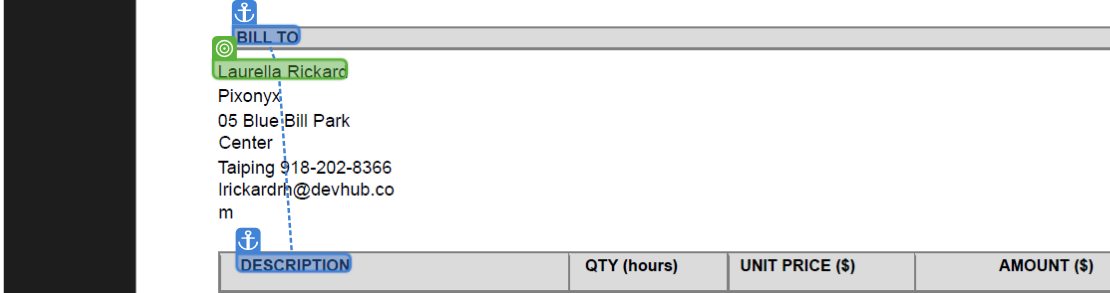 BILL TO
Laurella Rickard
Pixonyx
05 Blue Bill Park
Center
Taiping 918-202-8366
lrickardrh@devhub.co
m
DESCRIPTION QTY (hours) UNIT PRICE ($) AMOUNT ($)